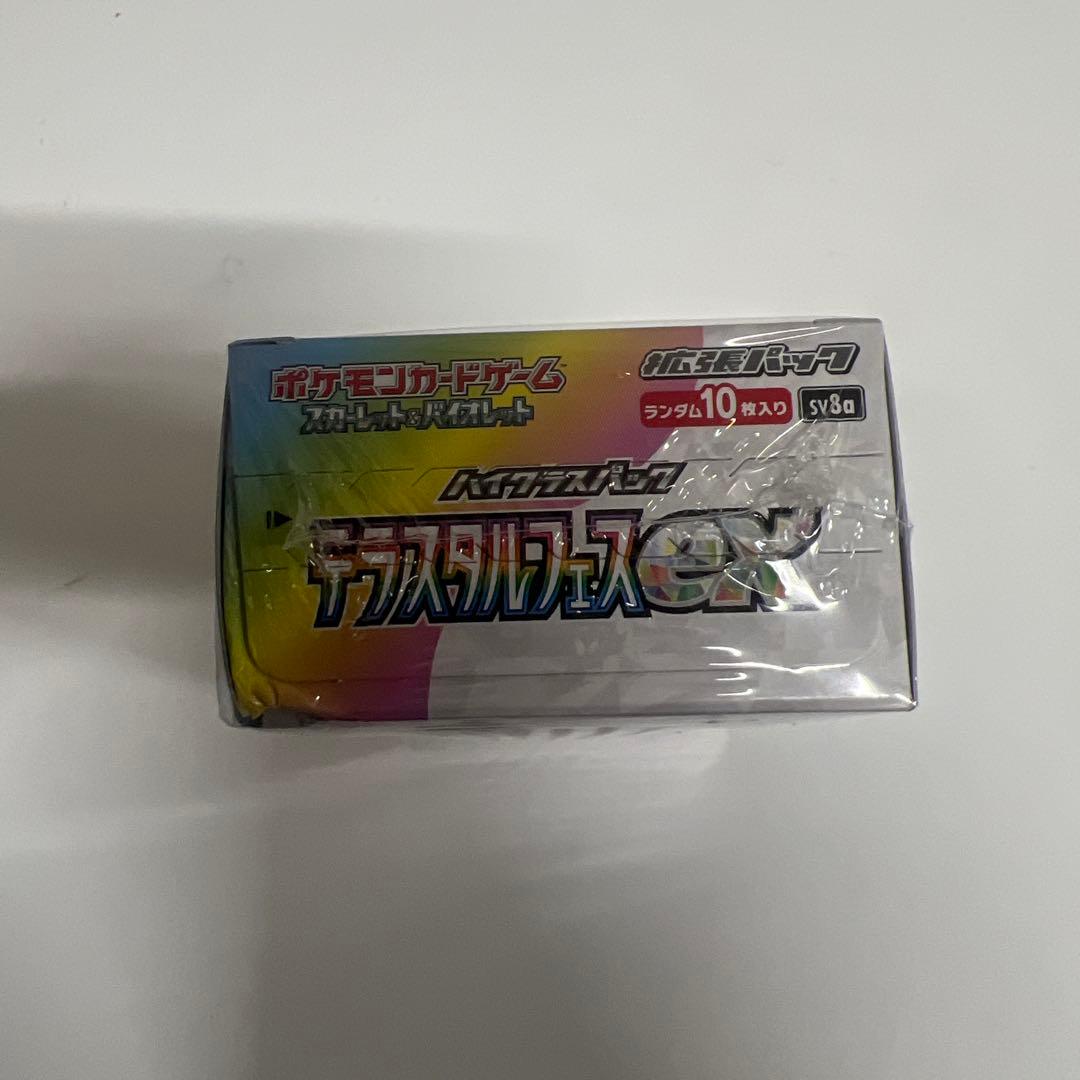 ポケモンカードゲーム™
スカーレット&バイオレット
拡張パック
ランダム10枚入り SV8a
ハイクラスパック
テラスタルフェスex